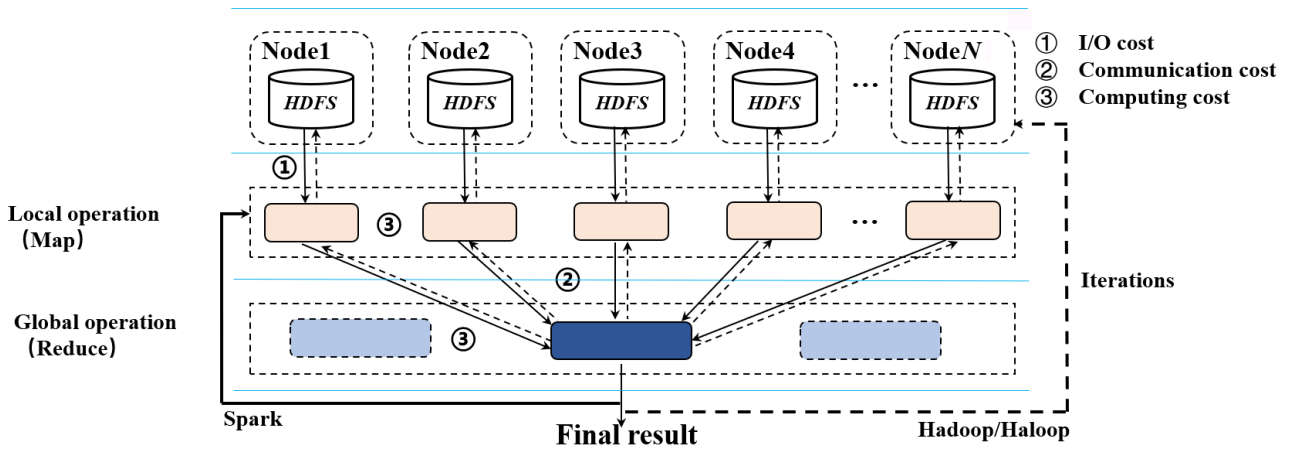 Node1
Node2
Node3
Node4
NodeN
HDFS
HDFS
HDFS
HDFS
...
HDFS
① I/O cost
② Communication cost
③ Computing cost
①
Local operation
(Map)
③
...
②
Iterations
Global operation
(Reduce)
③
Spark
Final result
Hadoop/Haloop